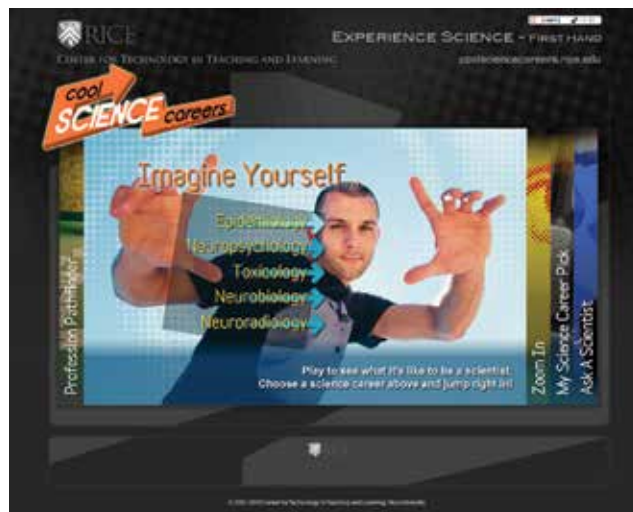 RICE
EXPERIENCE SCIENCE - FIRST HAND
CENTER FOR TECHNOLOGY IN TEACHING AND LEARNING
coolsciencecareers.rice.edu
cool
SCIENCE careers
Imagine Yourself...
Epidemiology
Neuropsychology
Toxicology
Neurobiology
Neuroradiology
Profession Pathfinder
Zoom In
My Science Career Pick
Ask A Scientist
Play to see what it's like to be a scientist.
Choose a science career above and jump right in!
RICE